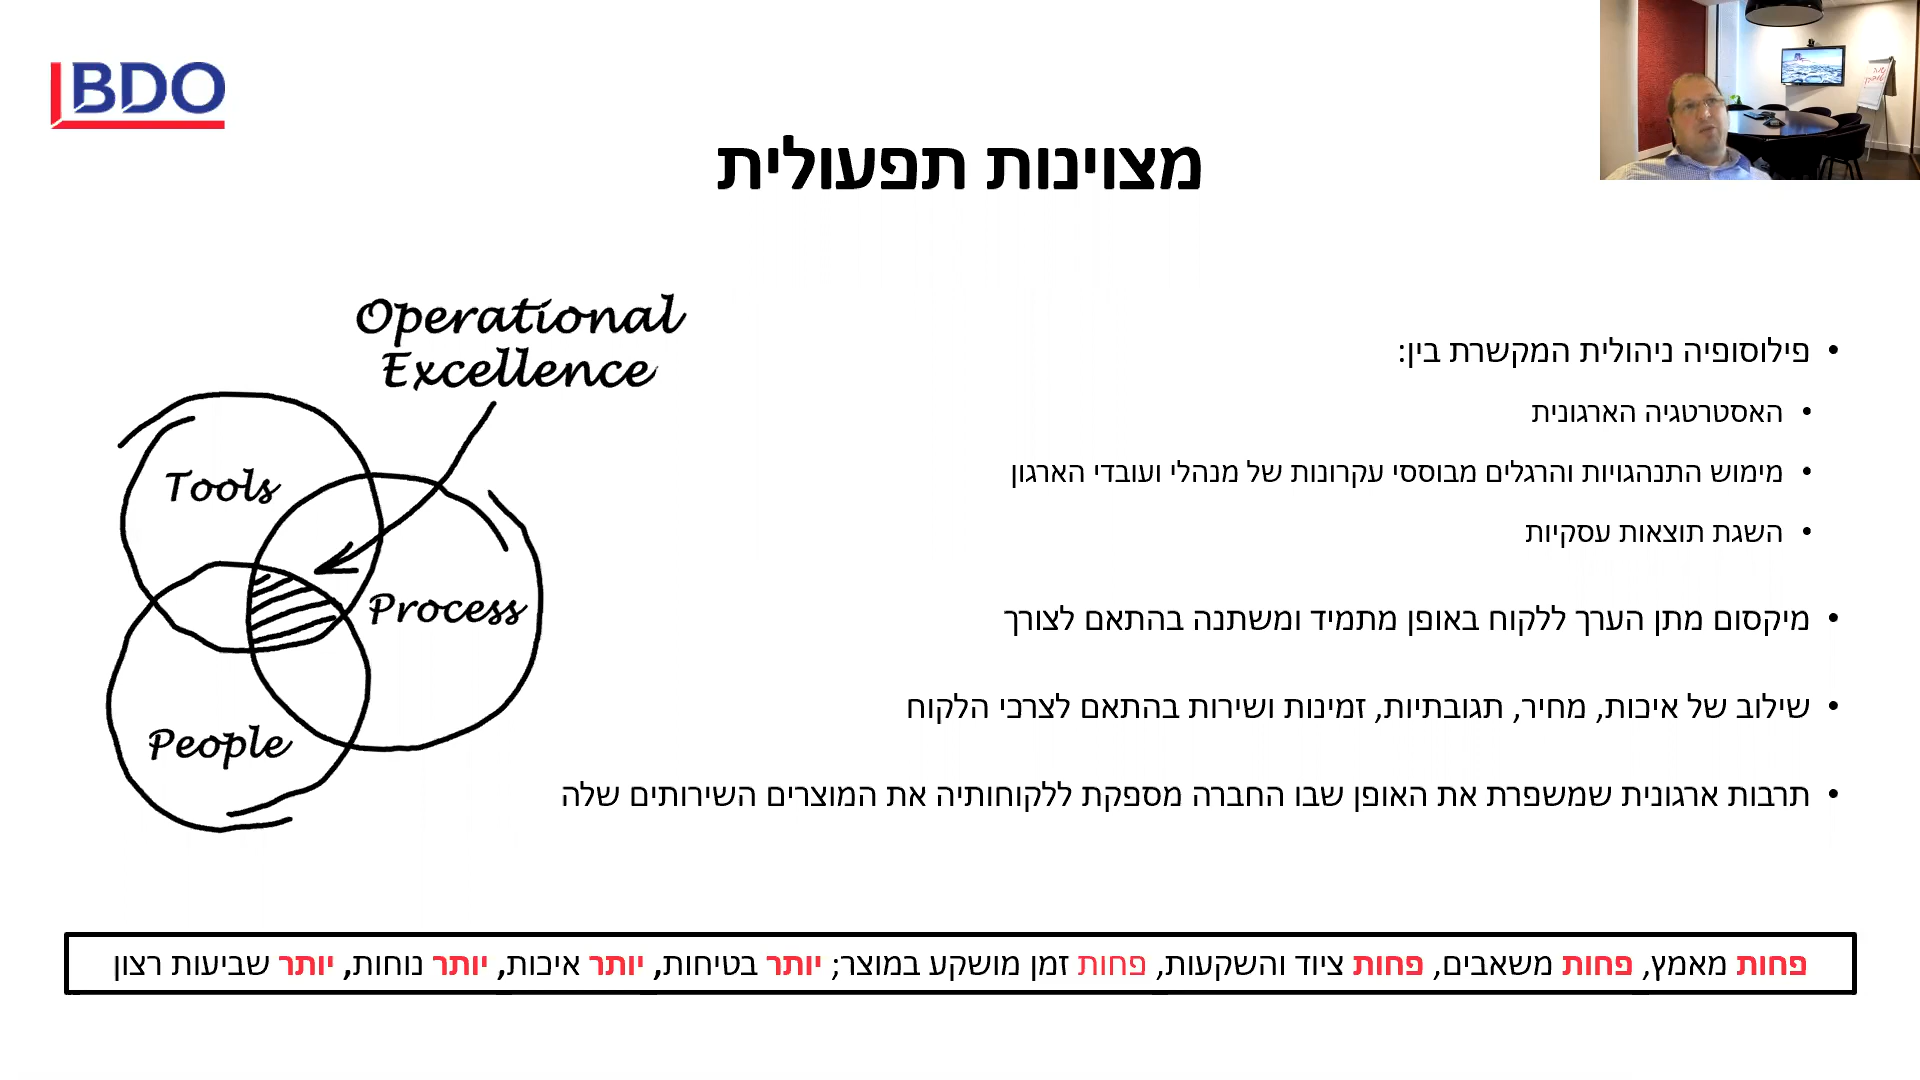 BDO
מצוינות תפעולית
• פילוסופיה ניהולית המקשרת בין:
• האסטרטגיה הארגונית
• מימוש התנהגויות והרגלים מבוססי עקרונות של מנהלי ועובדי הארגון
• השגת תוצאות עסקיות
• מיקסום מתן הערך ללקוח באופן מתמיד ומשתנה בהתאם לצורך
• שילוב של איכות, מחיר, תגובתיות, זמינות ושירות בהתאם לצרכי הלקוח
• תרבות ארגונית שמשפרת את האופן שבו החברה מספקת ללקוחותיה את המוצרים השירותים שלה
Operational
Excellence
Tools
Process
People
פחות מאמץ, פחות משאבים, פחות ציוד והשקעות, פחות זמן מושקע במוצר; יותר בטיחות, יותר איכות, יותר נוחות, יותר שביעות רצון